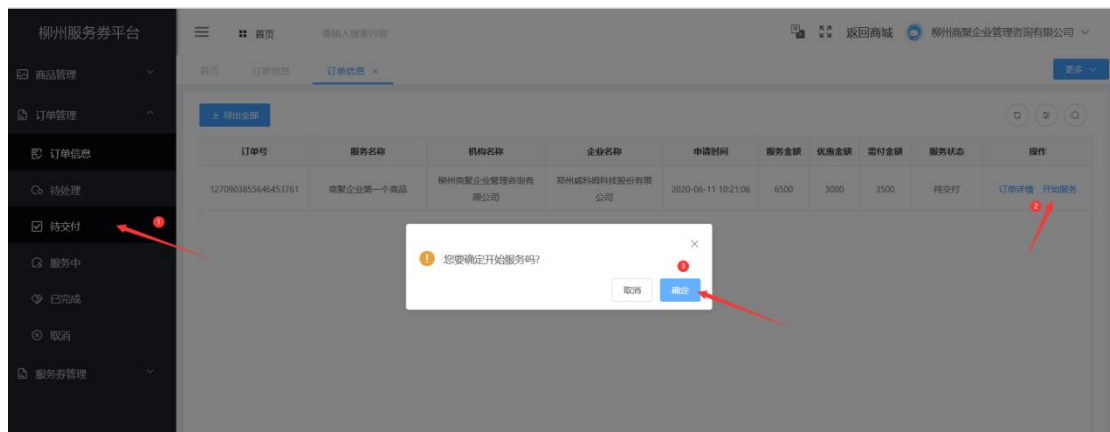 柳州服务券平台
首页
请输入搜索内容
返回商城
柳州商聚企业管理咨询有限公司
商品管理
首页
订单信息
订单信息 ×
更多
订单管理
导出全部
订单信息
订单号 服务名称 机构名称 企业名称 申请时间 服务金额 优惠金额 需付金额 服务状态 操作
待处理
1270903855646453761 商聚企业第一个商品 柳州商聚企业管理咨询有限公司 郑州威科姆科技股份有限公司 2020-06-11 10:21:06 6500 3000 3500 待交付 订单详情 开始服务
2
待交付
1
您要确定开始服务吗?
3
取消
确定
服务中
已完成
取消
服务券管理